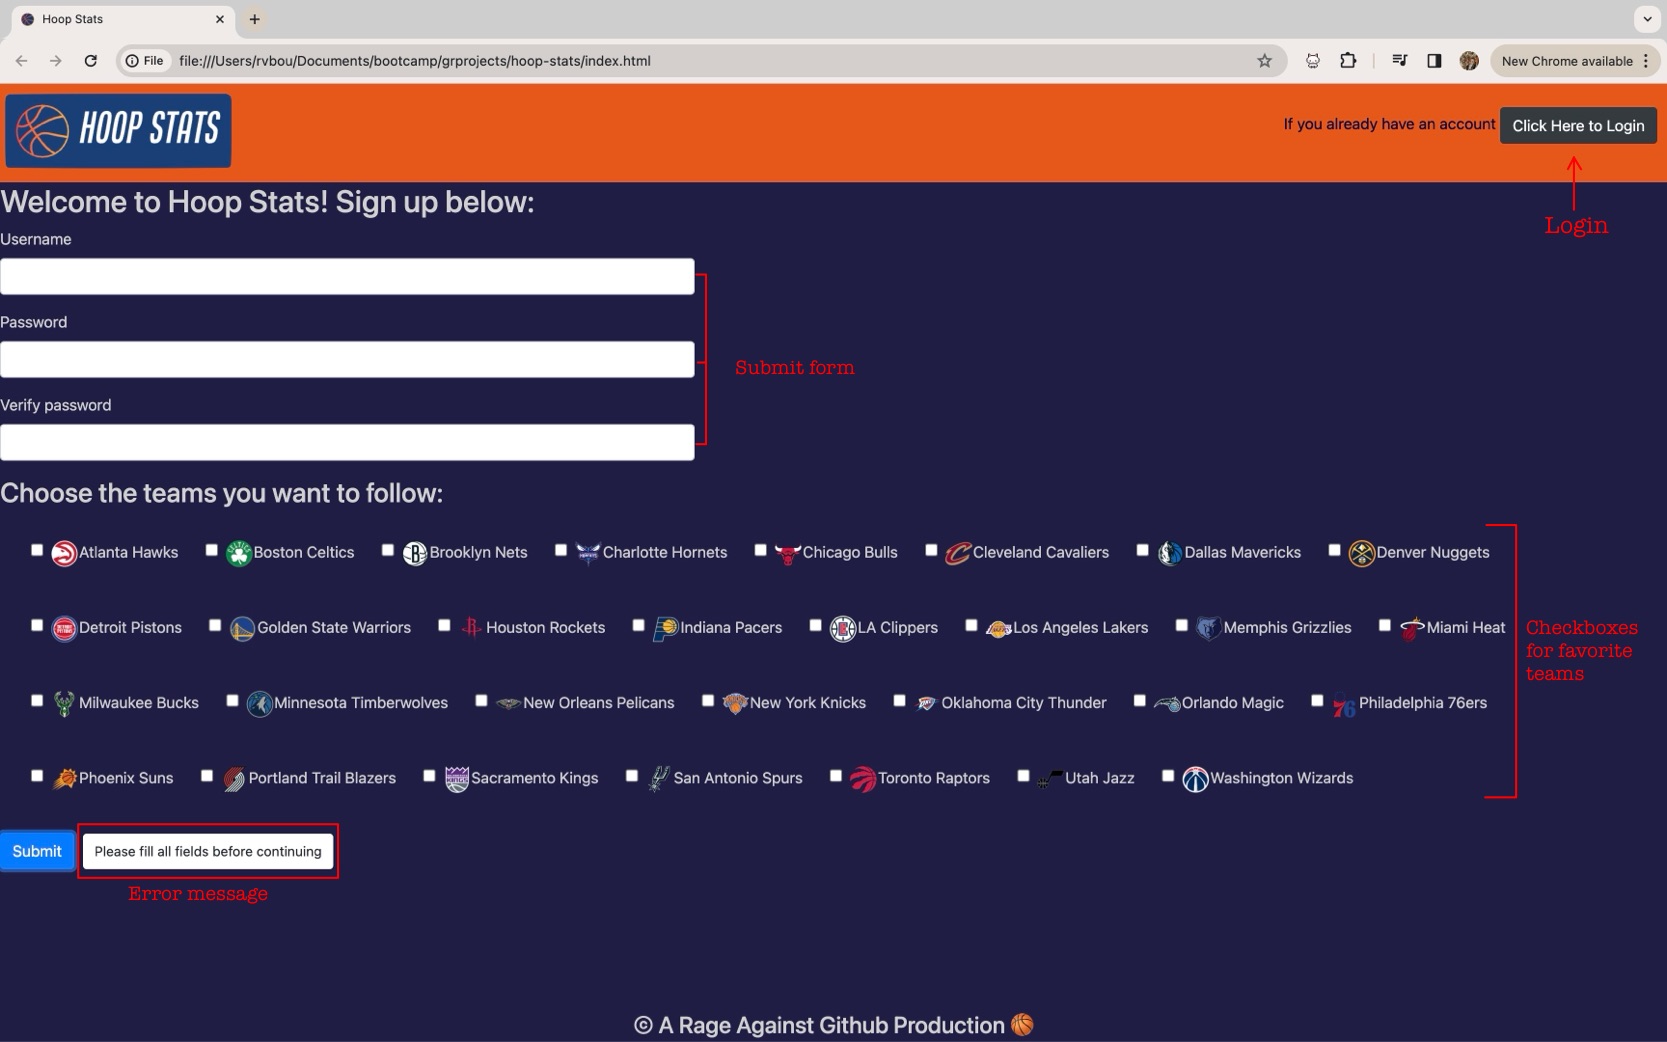 Hoop Stats
File file:///Users/rvbou/Documents/bootcamp/grprojects/hoop-stats/index.html New Chrome available
HOOP STATS
If you already have an account Click Here to Login
Login
Welcome to Hoop Stats! Sign up below:
Username
Password
Submit form
Verify password
Choose the teams you want to follow:
Atlanta Hawks Boston Celtics Brooklyn Nets Charlotte Hornets Chicago Bulls Cleveland Cavaliers Dallas Mavericks Denver Nuggets
Detroit Pistons Golden State Warriors Houston Rockets Indiana Pacers LA Clippers Los Angeles Lakers Memphis Grizzlies Miami Heat
Checkboxes
for favorite
teams
Milwaukee Bucks Minnesota Timberwolves New Orleans Pelicans New York Knicks Oklahoma City Thunder Orlando Magic Philadelphia 76ers
Phoenix Suns Portland Trail Blazers Sacramento Kings San Antonio Spurs Toronto Raptors Utah Jazz Washington Wizards
Submit Please fill all fields before continuing
Error message
© A Rage Against Github Production 🏀